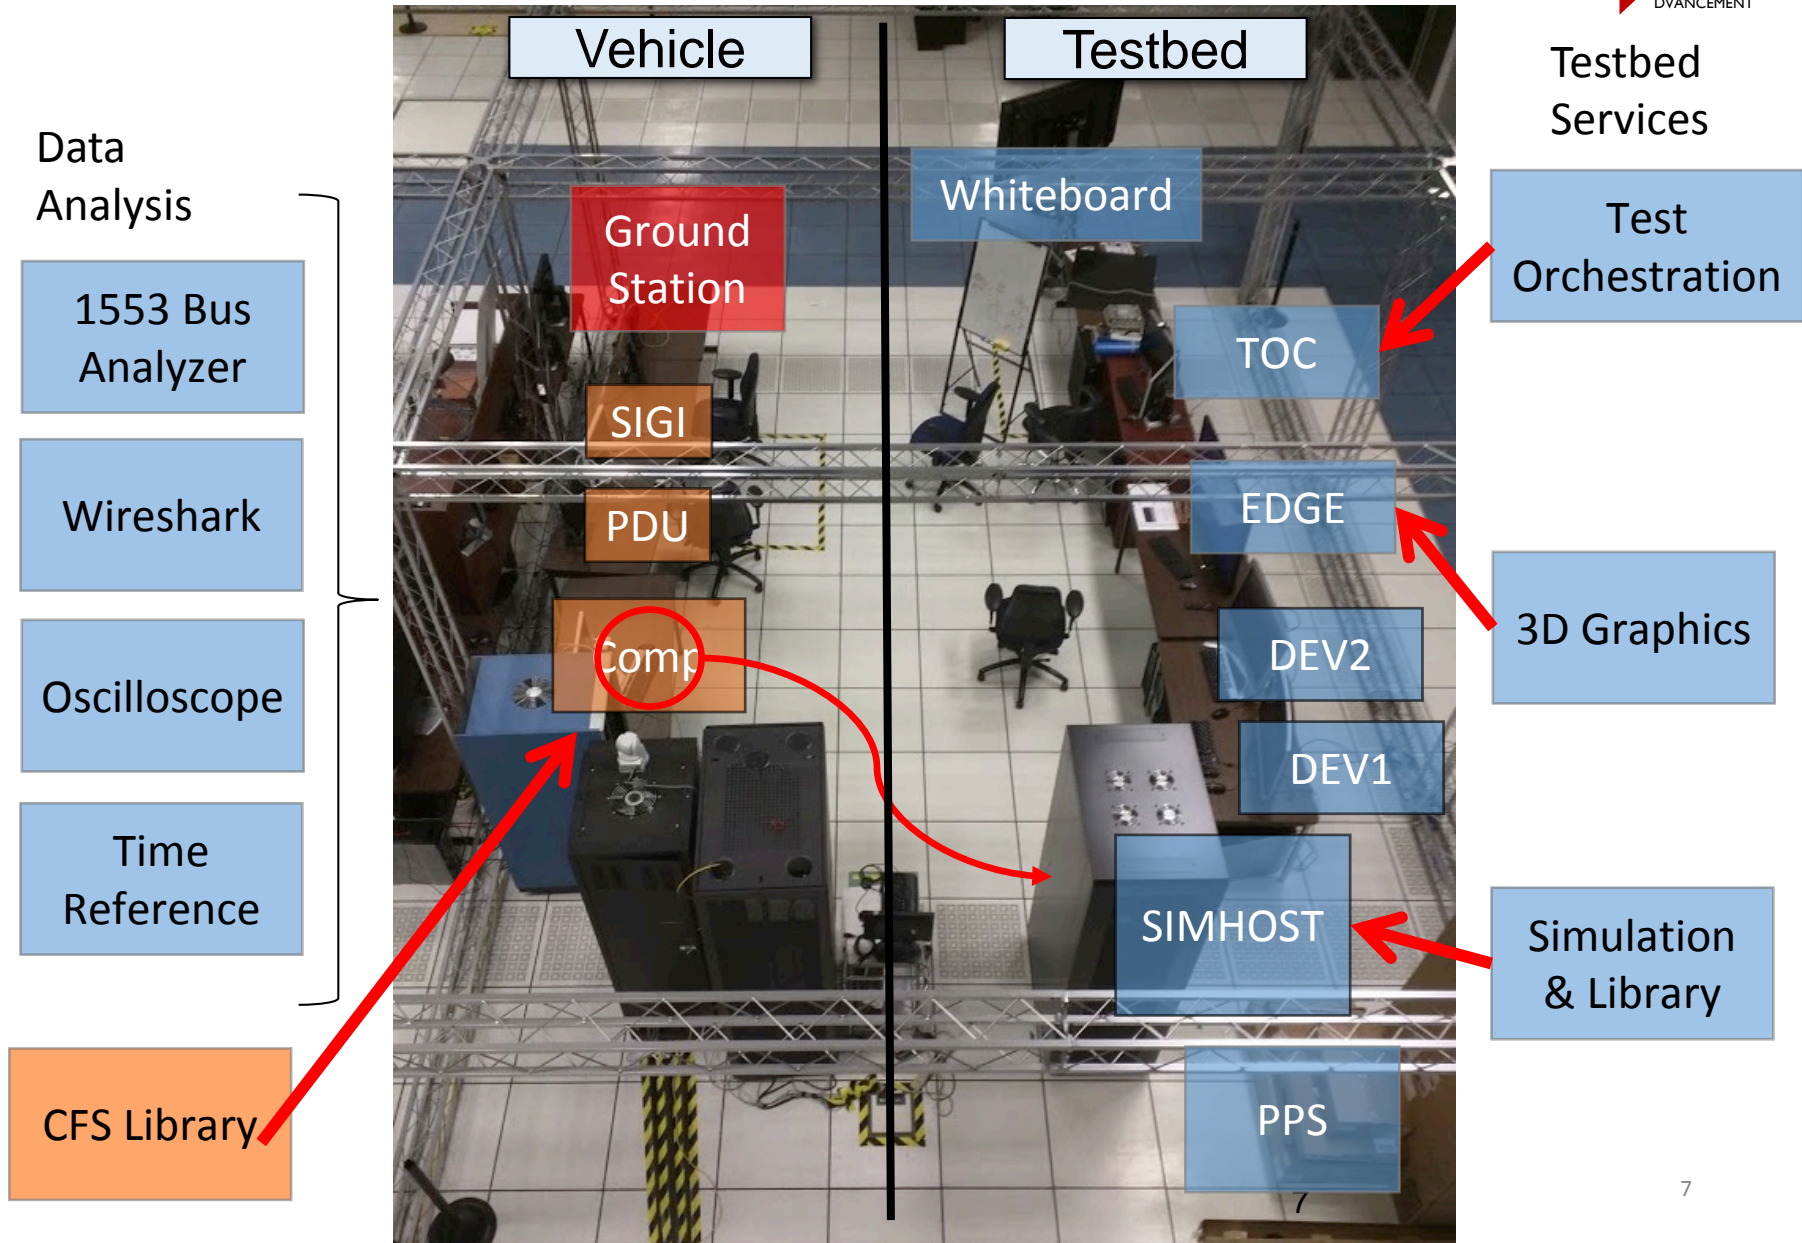 DVANCEMENT
Vehicle
Testbed
Testbed
Services
Data
Analysis
1553 Bus
Analyzer
Wireshark
Oscilloscope
Time
Reference
CFS Library
Ground
Station
SIGI
PDU
Comp
Whiteboard
TOC
EDGE
DEV2
DEV1
SIMHOST
PPS
7
Test
Orchestration
3D Graphics
Simulation
& Library
7